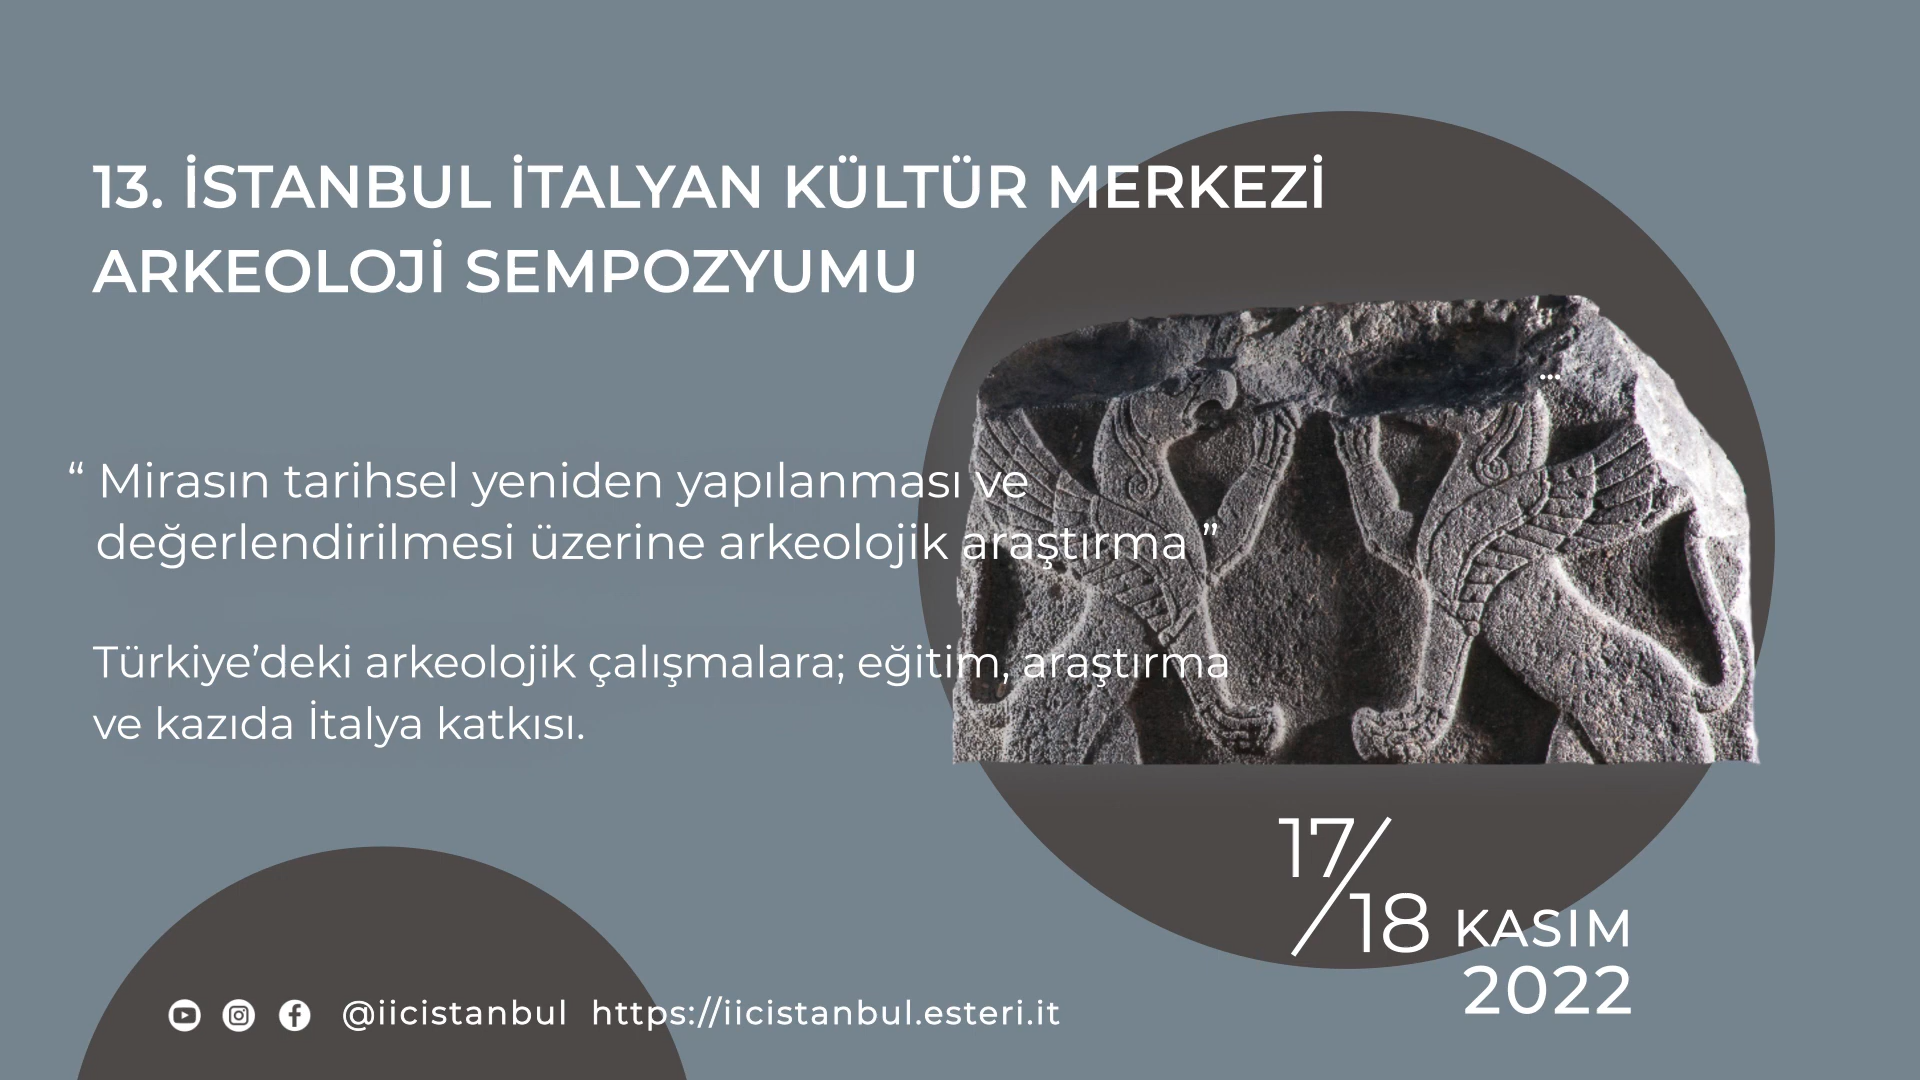 13. İSTANBUL İTALYAN KÜLTÜR MERKEZİ
ARKEOLOJİ SEMPOZYUMU
...
“ Mirasın tarihsel yeniden yapılanması ve
değerlendirilmesi üzerine arkeolojik araştırma ”
Türkiye’deki arkeolojik çalışmalara; eğitim, araştırma
ve kazıda İtalya katkısı.
17/18 KASIM
2022
@iicistanbul https://iicistanbul.esteri.it